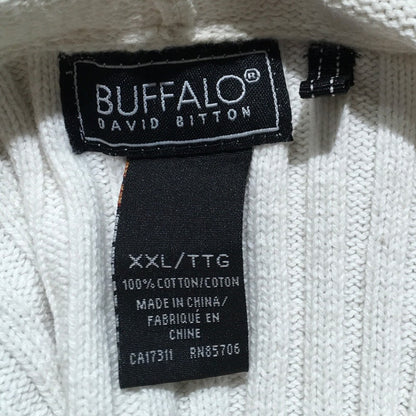 BUFFALO®
DAVID BITTON
XXL/TTG
100% COTTON/COTON
MADE IN CHINA/
FABRIQUÉ EN
CHINE
CA17311 RN85706